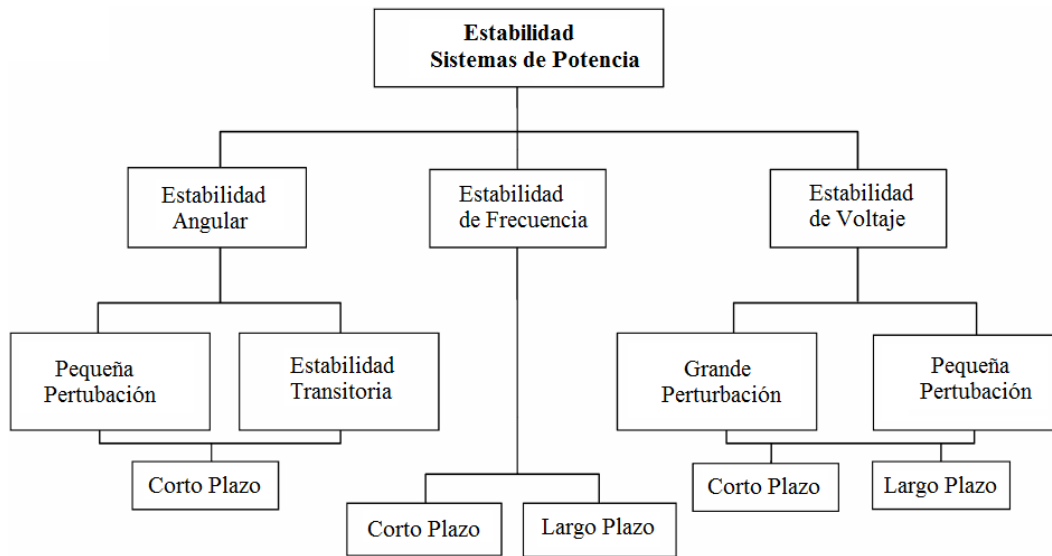 Estabilidad
Sistemas de Potencia
Estabilidad
Angular
Estabilidad
de Frecuencia
Estabilidad
de Voltaje
Pequeña
Pertubación
Estabilidad
Transitoria
Grande
Perturbación
Pequeña
Pertubación
Corto Plazo
Corto Plazo
Largo Plazo
Corto Plazo
Largo Plazo